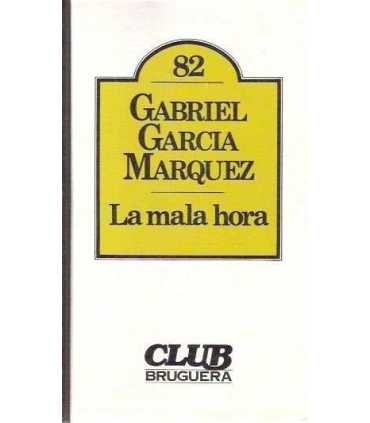 82
GABRIEL
GARCIA
MARQUEZ
La mala hora
CLUB
BRUGUERA